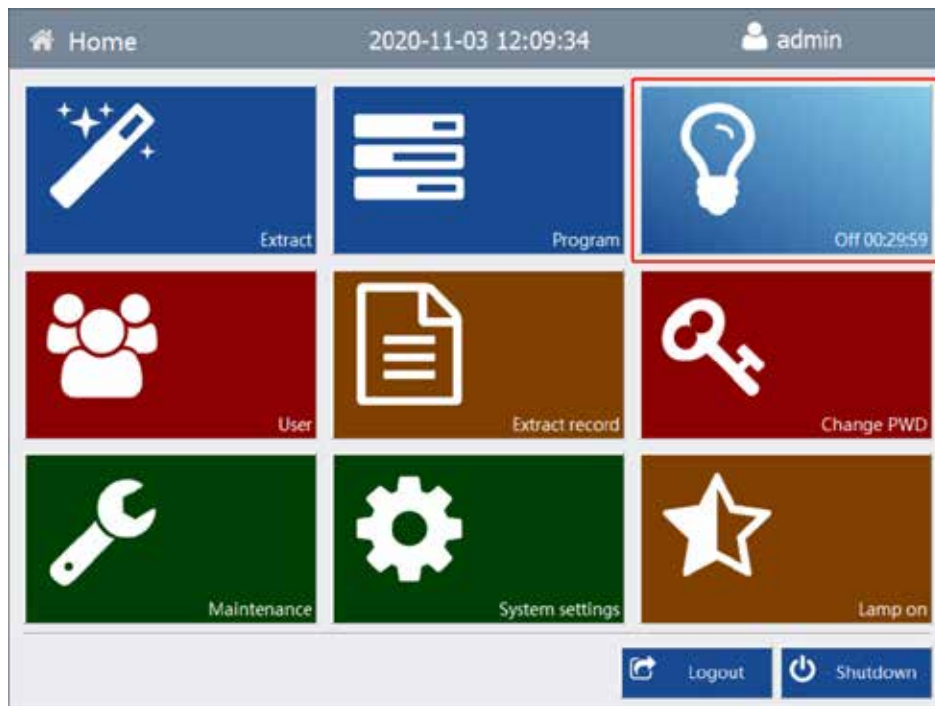 Home
2020-11-03 12:09:34
admin
Extract
Program
Off 00:29:59
User
Extract record
Change PWD
Maintenance
System settings
Lamp on
Logout
Shutdown